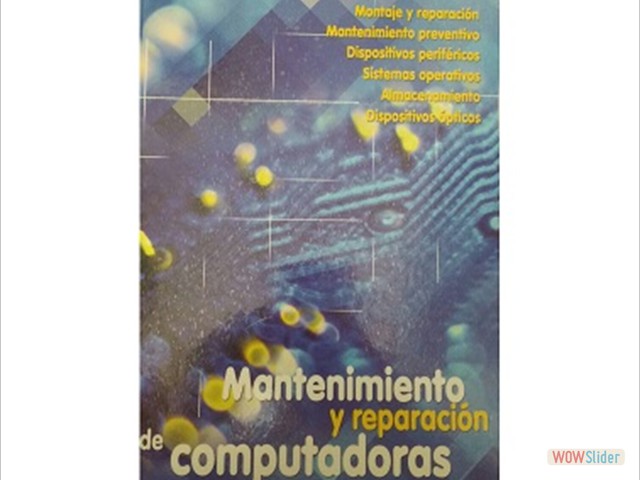 Montaje y reparación
Mantenimiento preventivo
Dispositivos periféricos
Sistemas operativos
Almacenamiento
Dispositivos ópticos
Mantenimiento
y reparación
de computadoras
WOWSlider